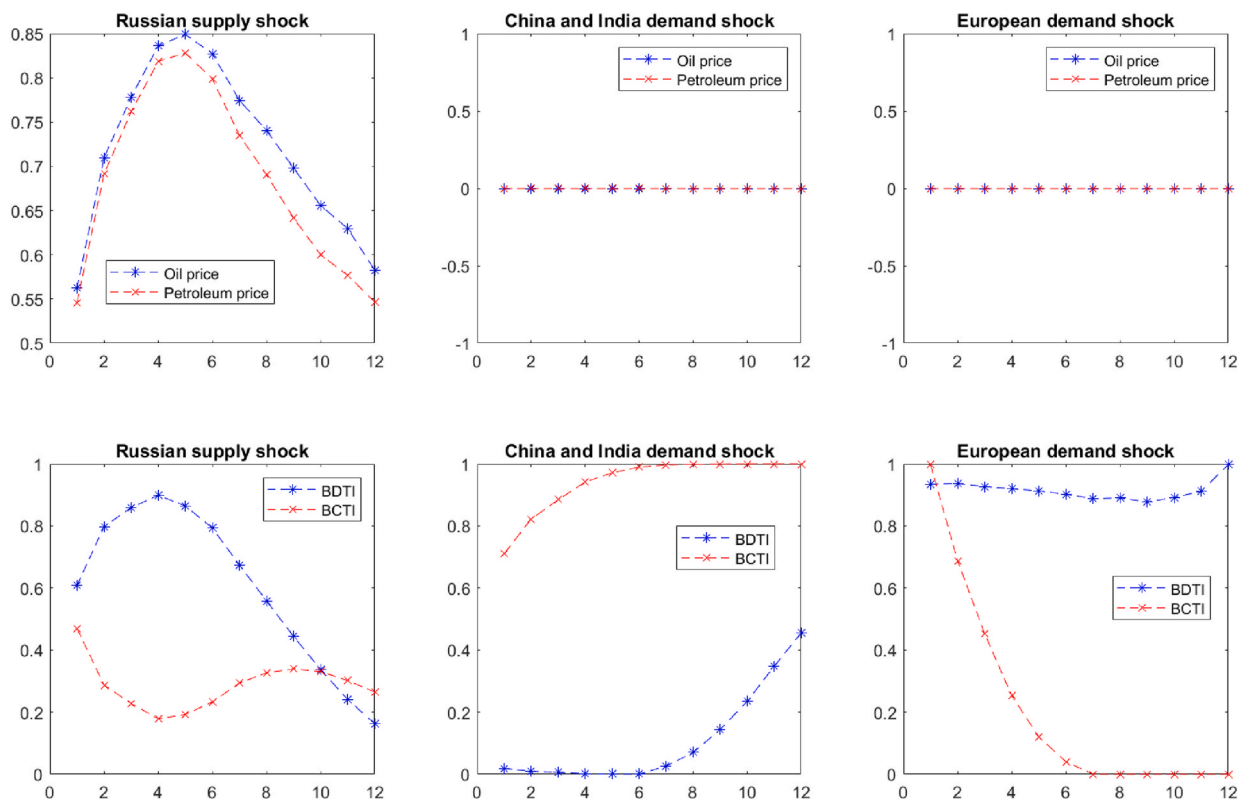 Russian supply shock
0.85
0.8
0.75
0.7
0.65
0.6
0.55
0.5
0 2 4 6 8 10 12
Oil price
Petroleum price
China and India demand shock
1
0.5
0
-0.5
-1
0 2 4 6 8 10 12
Oil price
Petroleum price
European demand shock
1
0.5
0
-0.5
-1
0 2 4 6 8 10 12
Oil price
Petroleum price
Russian supply shock
1
0.8
0.6
0.4
0.2
0
0 2 4 6 8 10 12
BDTI
BCTI
China and India demand shock
1
0.8
0.6
0.4
0.2
0
0 2 4 6 8 10 12
BDTI
BCTI
European demand shock
1
0.8
0.6
0.4
0.2
0
0 2 4 6 8 10 12
BDTI
BCTI